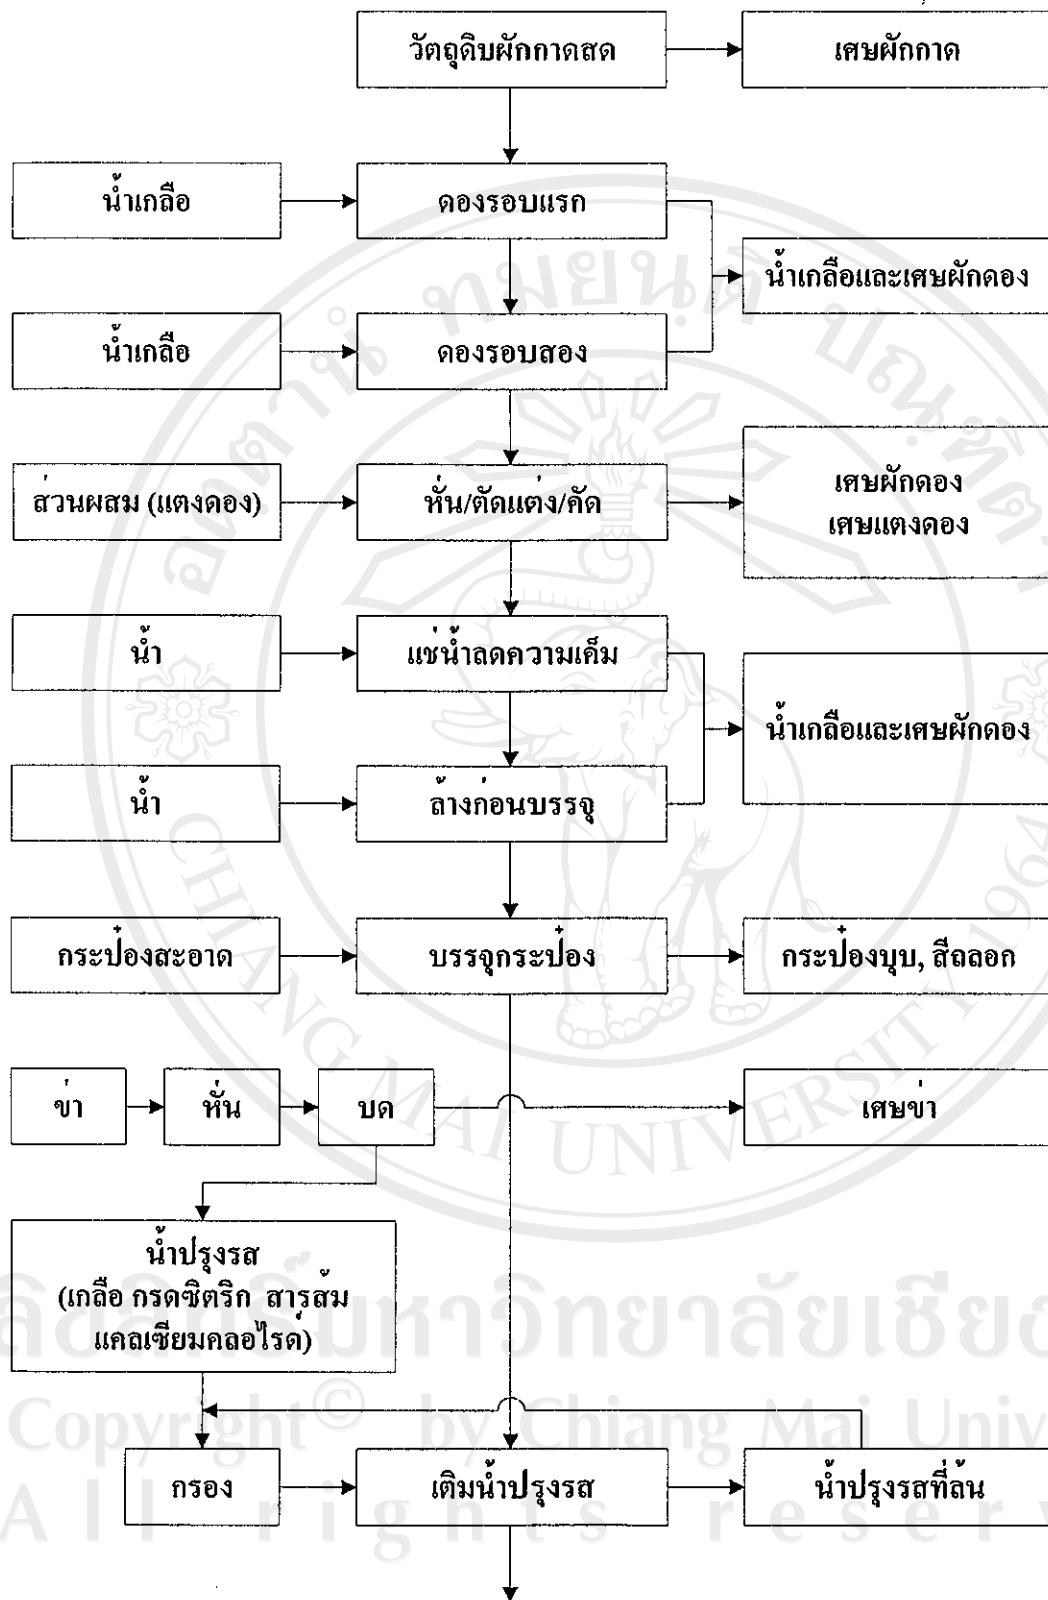 วัตถุดิบผักกาดสด
เศษผักกาด
น้ำเกลือ
ดองรอบแรก
น้ำเกลือและเศษผักดอง
น้ำเกลือ
ดองรอบสอง
ส่วนผสม (แตงดอง)
หั่น/ตัดแต่ง/คัด
เศษผักดอง
เศษแตงดอง
น้ำ
แช่น้ำลดความเค็ม
น้ำเกลือและเศษผักดอง
น้ำ
ล้างก่อนบรรจุ
กระป๋องสะอาด
บรรจุกระป๋อง
กระป๋องบุบ, สีถลอก
ข่า
หั่น
บด
เศษข่า
น้ำปรุงรส
(เกลือ กรดซิตริก สารส้ม
แคลเซียมคลอไรด์)
กรอง
เติมน้ำปรุงรส
น้ำปรุงรสที่ล้น
CHIANG MAI UNIVERSITY 1964
Copyright© by Chiang Mai Univ
All rights reserv